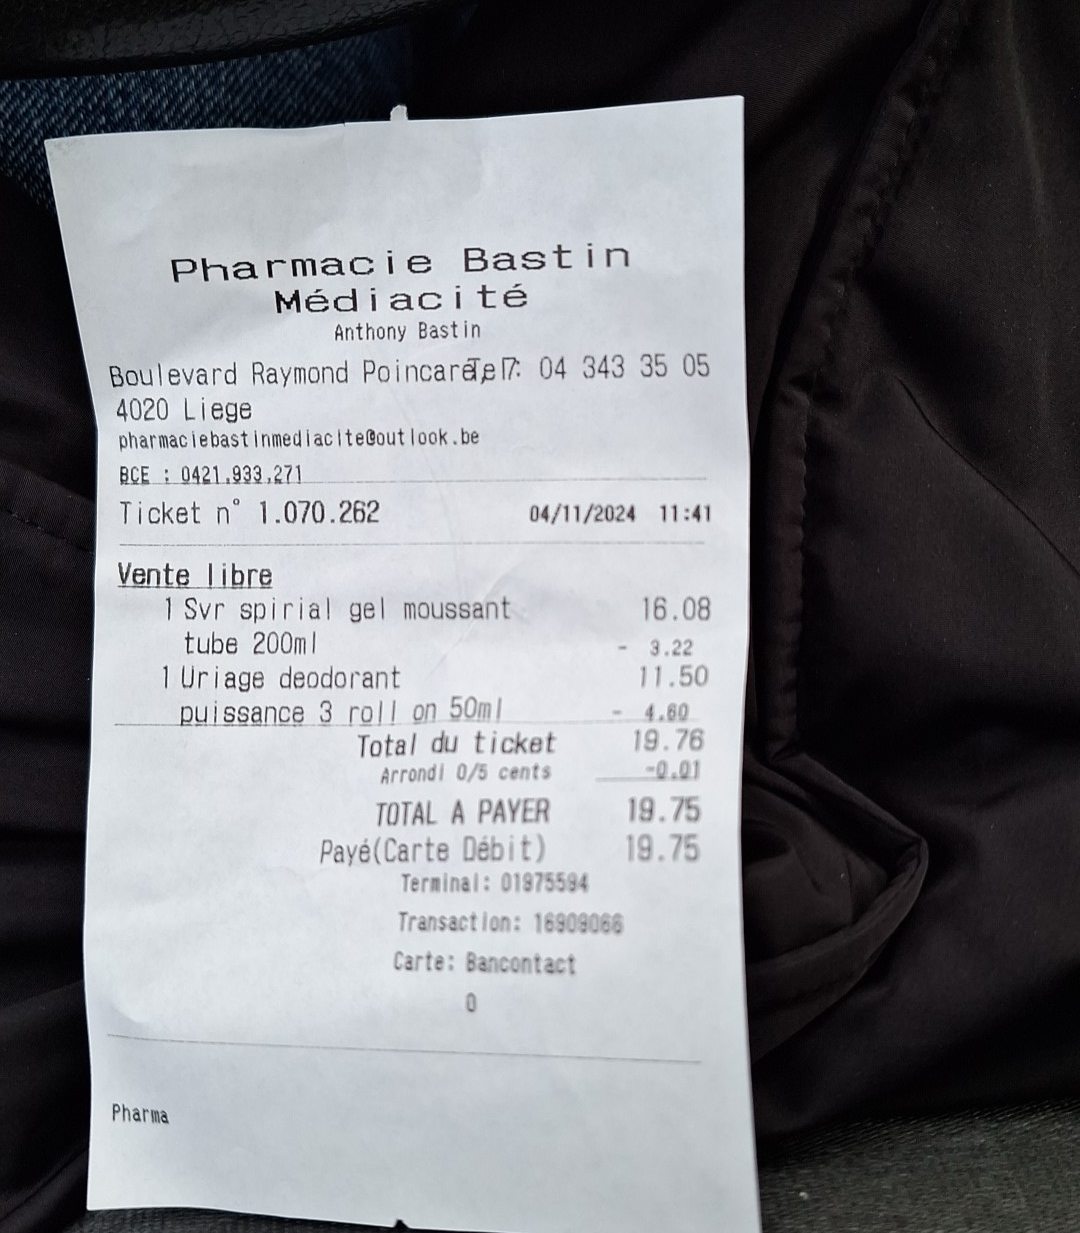 Pharmacie Bastin
Médiacité
Anthony Bastin
Boulevard Raymond Poincaré 7 Tel : 04 343 35 05
4020 Liege
pharmaciebastinmediacite@outlook.be
BCE : 0421.933.271
Ticket n° 1.070.262 04/11/2024 11:41
Vente libre
1 Svr spirial gel moussant 16.08
tube 200ml - 3.22
1 Uriage deodorant 11.50
puissance 3 roll on 50ml - 4.60
Total du ticket 19.76
Arrondi 0/5 cents -0.01
TOTAL A PAYER 19.75
Payé(Carte Débit) 19.75
Terminal: 01975594
Transaction: 16909066
Carte: Bancontact
0
Pharma